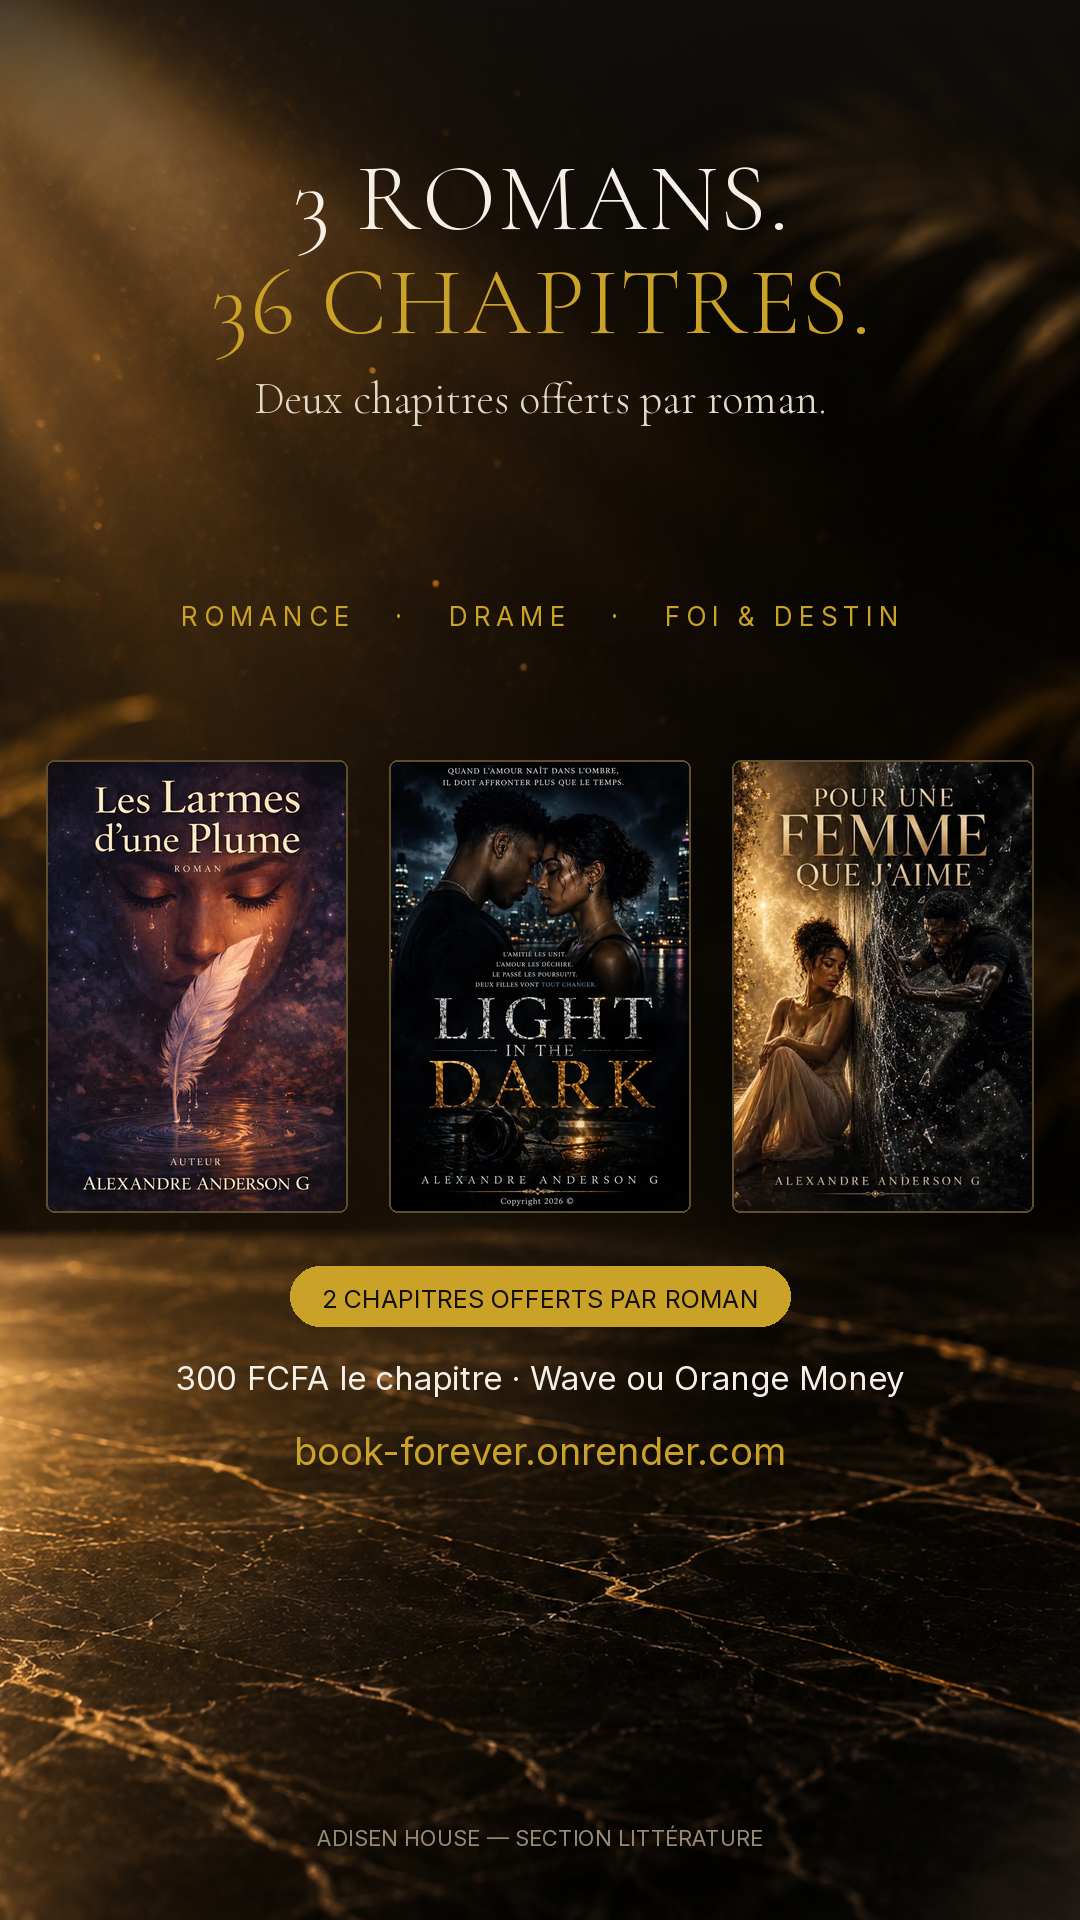 3 ROMANS.
36 CHAPITRES.
Deux chapitres offerts par roman.
ROMANCE · DRAME · FOI & DESTIN
Les Larmes
d'une Plume
ROMAN
AUTEUR
ALEXANDRE ANDERSON G
QUAND L'AMOUR NAÎT DANS L'OMBRE,
IL DOIT AFFRONTER PLUS QUE LE TEMPS.
L'AMITIÉ LES UNIT.
L'AMOUR LES DÉCHIRE.
LE PASSÉ LES POURSUIT.
DEUX FILLES VONT TOUT CHANGER.
LIGHT
IN THE
DARK
ALEXANDRE ANDERSON G
Copyright 2026 ©
POUR UNE
FEMME
QUE J'AIME
ALEXANDRE ANDERSON G
2 CHAPITRES OFFERTS PAR ROMAN
300 FCFA le chapitre · Wave ou Orange Money
book-forever.onrender.com
ADISEN HOUSE — SECTION LITTÉRATURE